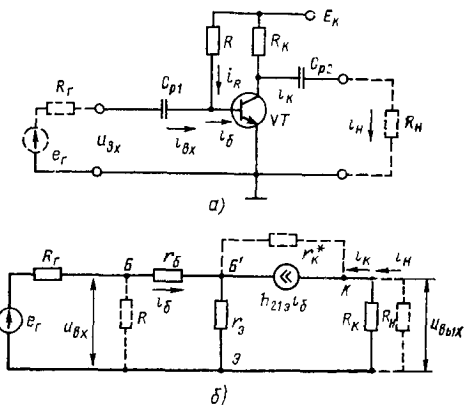 E_к
R
R_к
C_р2
R_г
C_р1
i_R
i_к
VT
i_н
R_н
e_г
u_вх
i_вх
i_б
а)
R_г
Б
r_б
Б'
r_к*
i_к
i_н
К
i_б
h_21э i_б
e_г
u_вх
R
r_э
R_к
R_н
u_вых
Э
б)